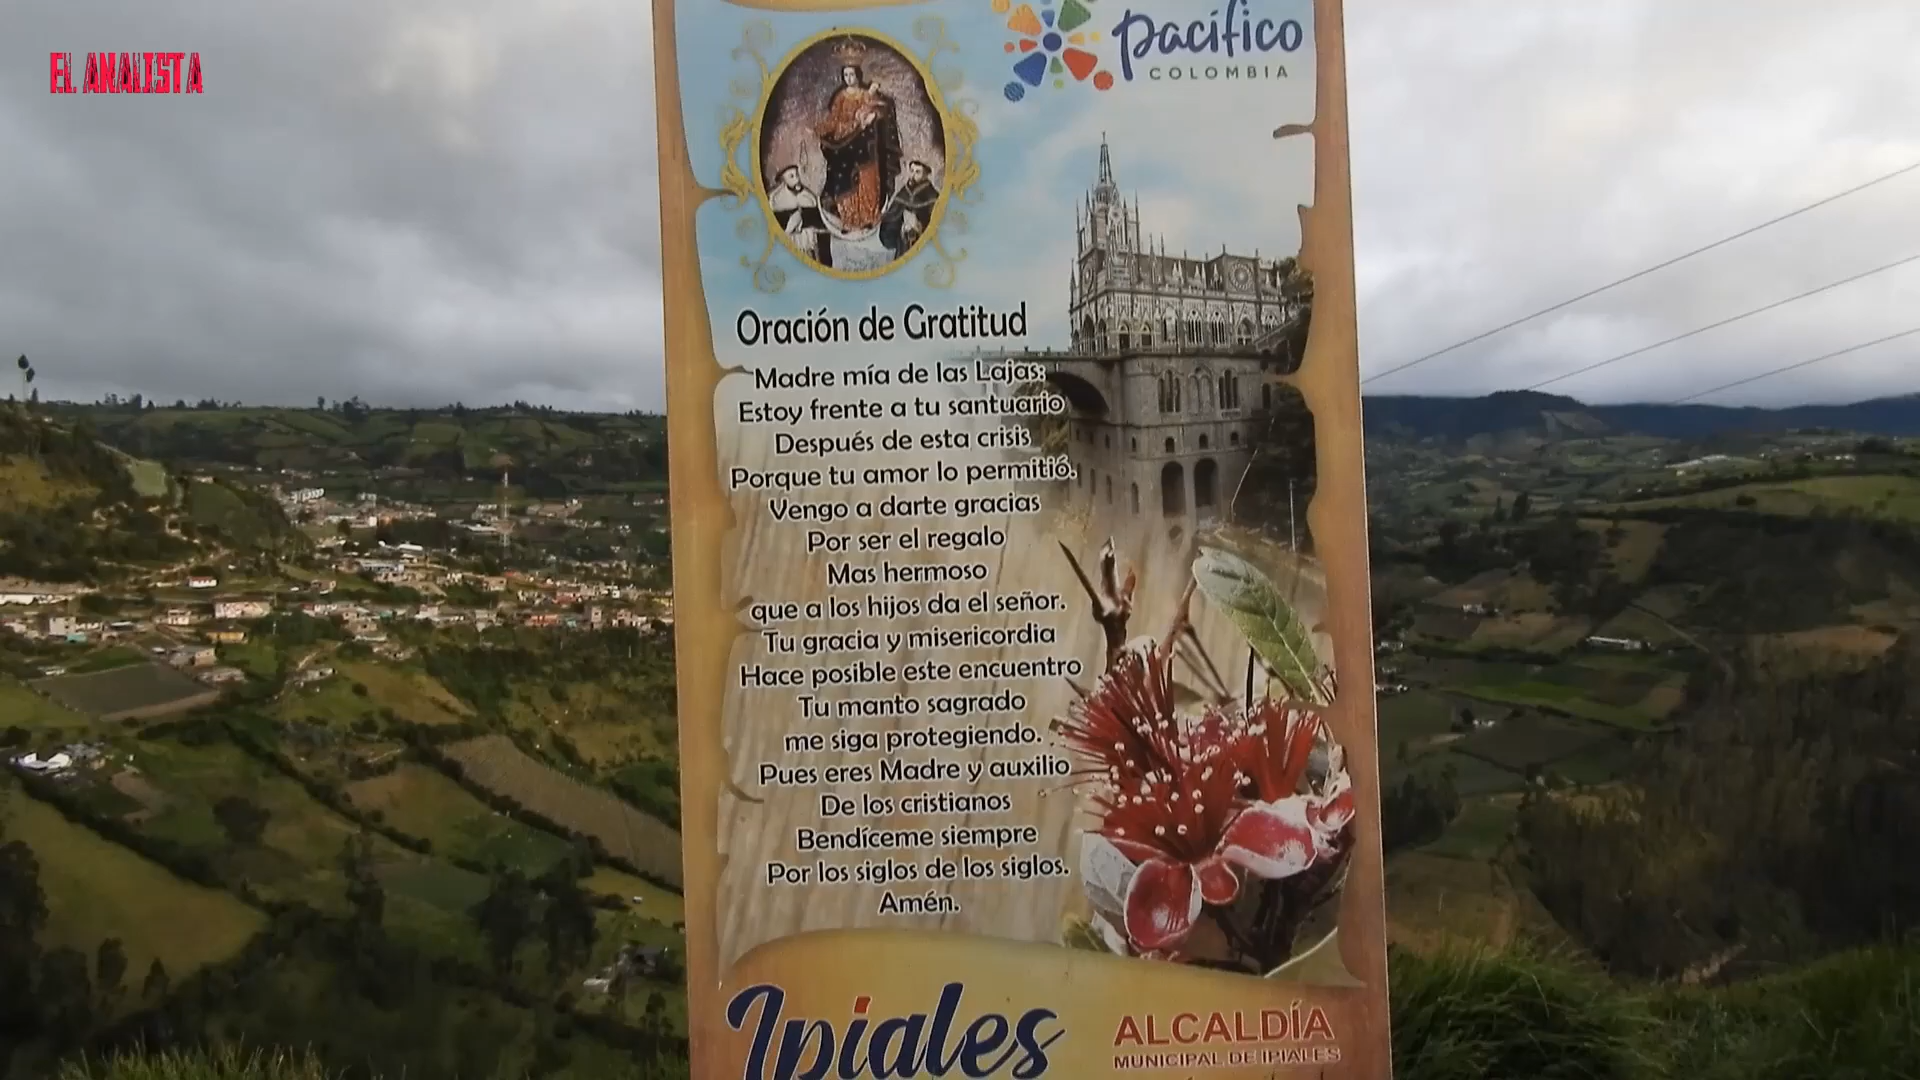 EL ANALISTA
pacífico
COLOMBIA
Oración de Gratitud
Madre mía de las Lajas:
Estoy frente a tu santuario
Después de esta crisis
Porque tu amor lo permitió.
Vengo a darte gracias
Por ser el regalo
Mas hermoso
que a los hijos da el señor.
Tu gracia y misericordia
Hace posible este encuentro
Tu manto sagrado
me siga protegiendo.
Pues eres Madre y auxilio
De los cristianos
Bendíceme siempre
Por los siglos de los siglos.
Amén.
Ipiales
ALCALDÍA
MUNICIPAL DE IPIALES